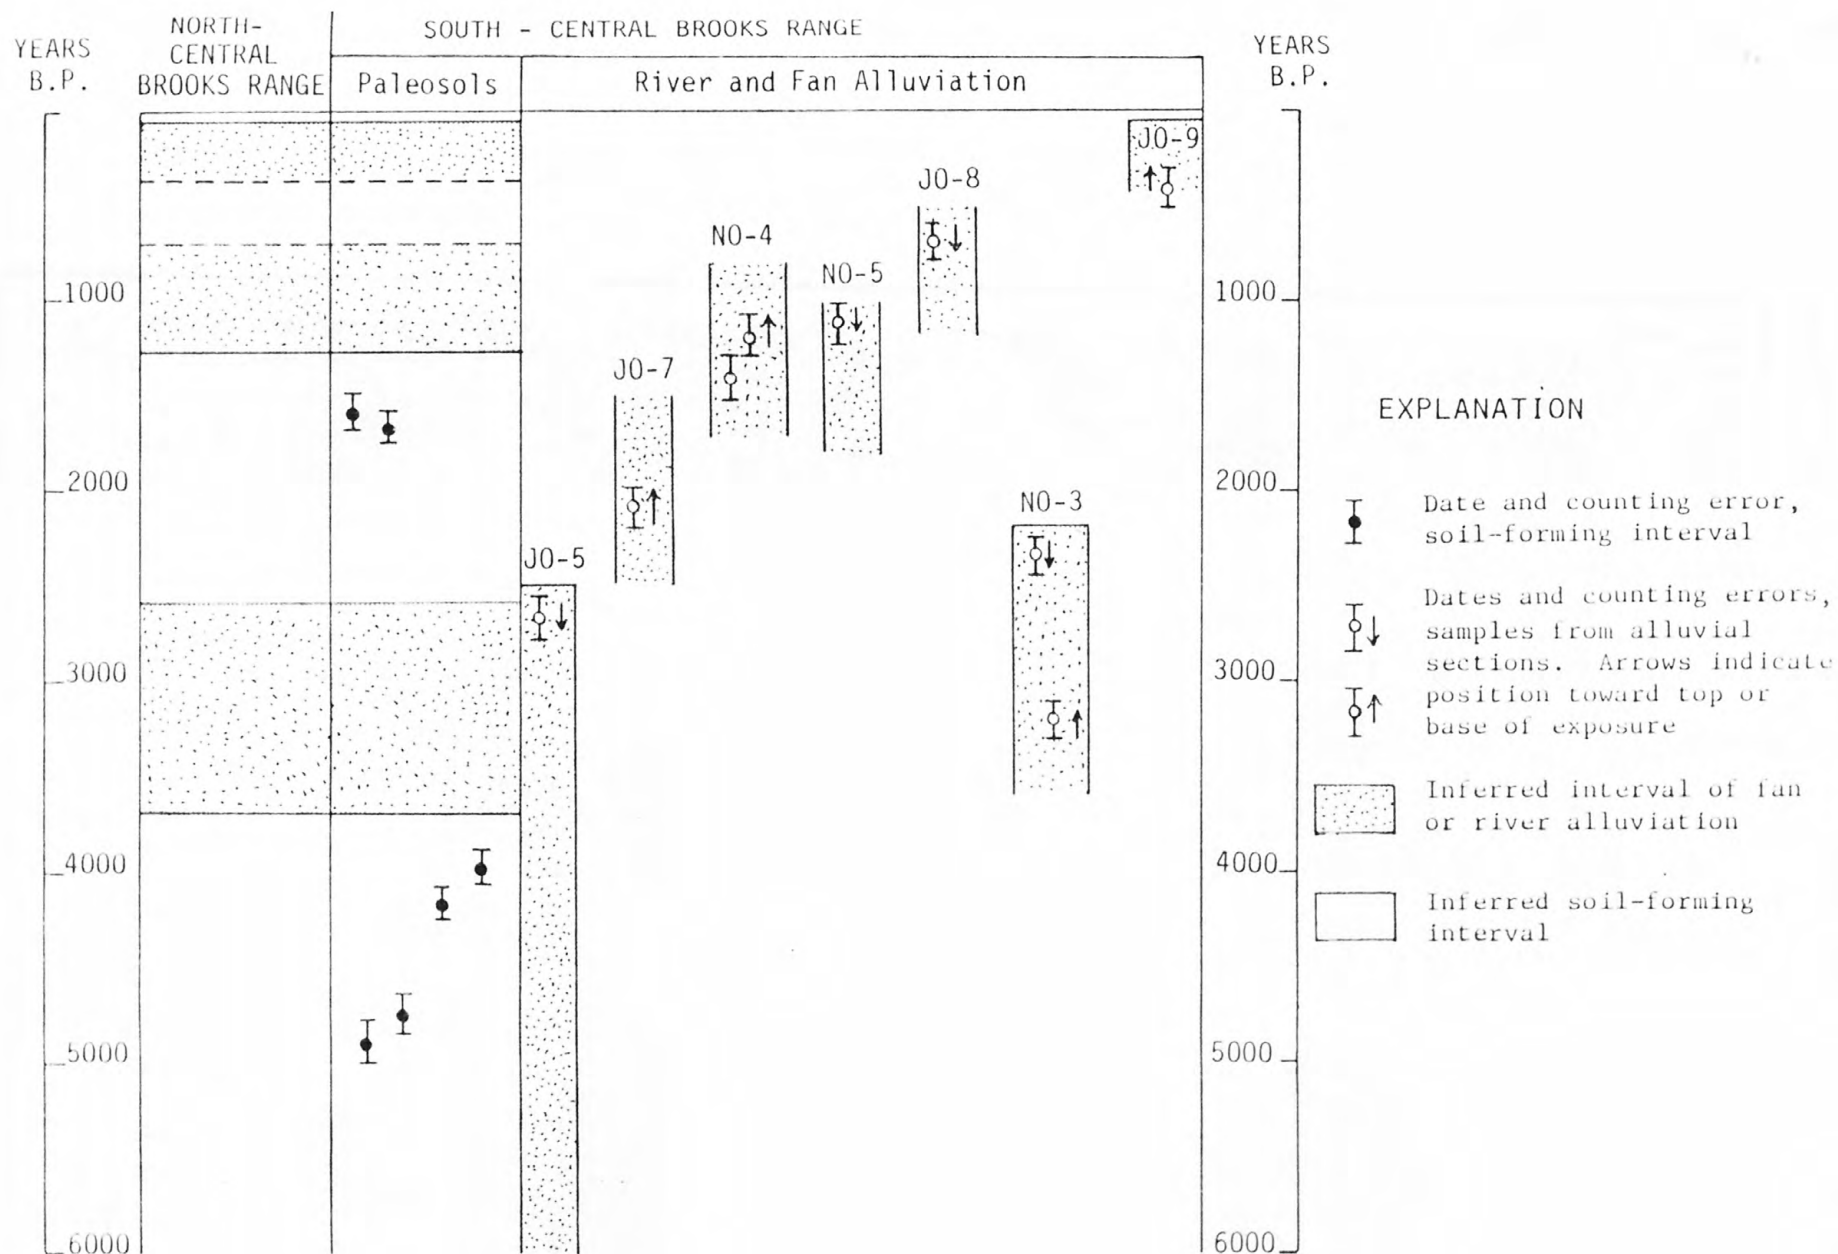 YEARS
B.P.
NORTH-
CENTRAL
BROOKS RANGE
SOUTH - CENTRAL BROOKS RANGE
Paleosols
River and Fan Alluviation
YEARS
B.P.
1000
2000
3000
4000
5000
6000
JO-5
JO-7
NO-4
NO-5
JO-8
NO-3
JO-9
1000
2000
3000
4000
5000
6000
EXPLANATION
Date and counting error,
soil-forming interval
Dates and counting errors,
samples from alluvial
sections. Arrows indicate
position toward top or
base of exposure
Inferred interval of fan
or river alluviation
Inferred soil-forming
interval